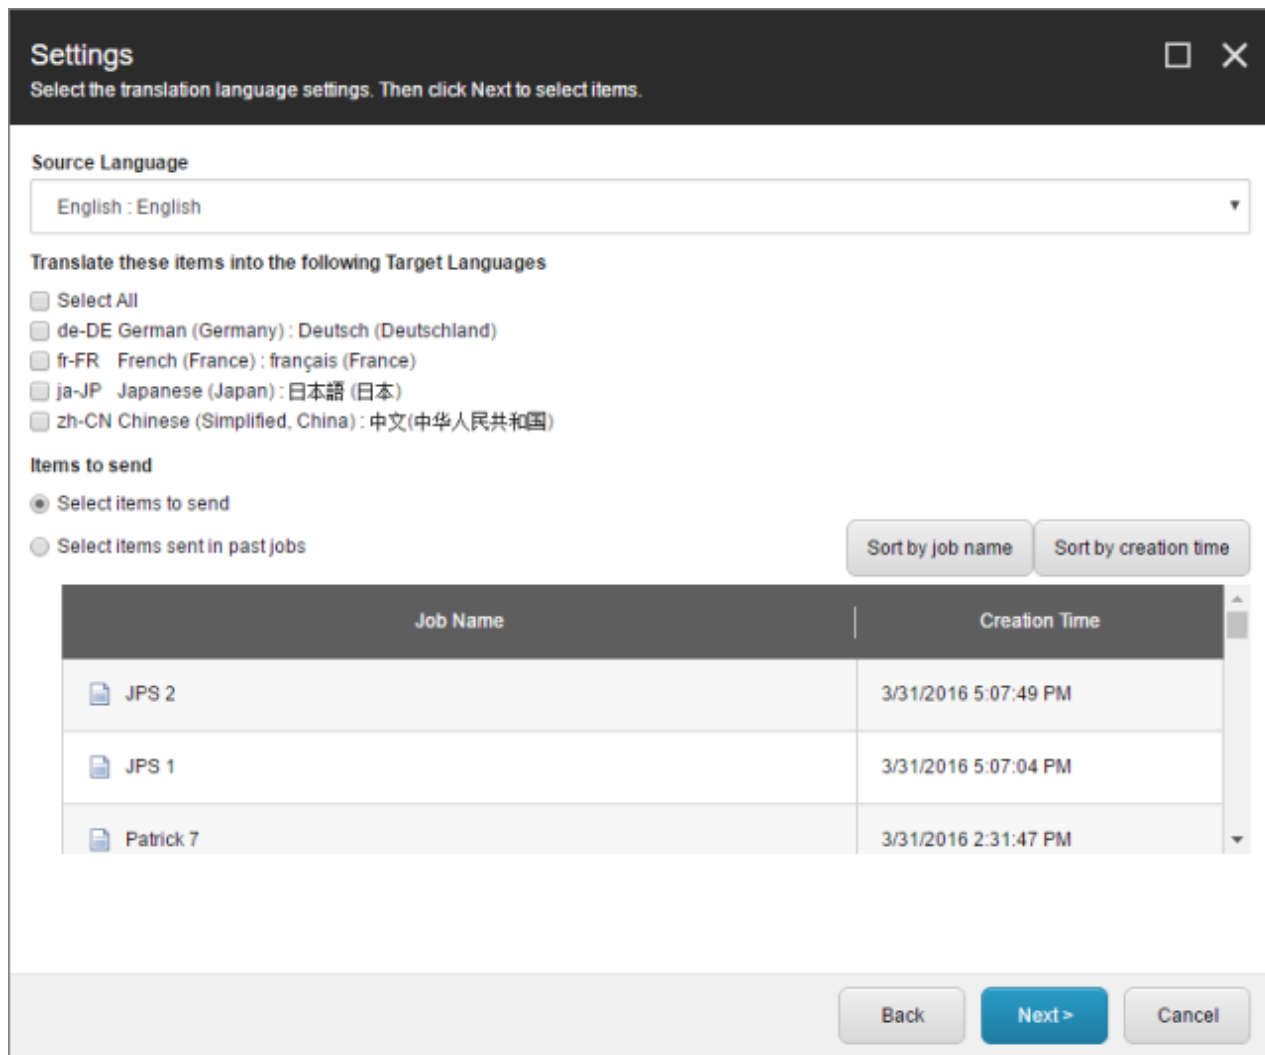 Settings
Select the translation language settings. Then click Next to select items.
Source Language
English : English
Translate these items into the following Target Languages
Select All
de-DE German (Germany) : Deutsch (Deutschland)
fr-FR French (France) : français (France)
ja-JP Japanese (Japan) : 日本語 (日本)
zh-CN Chinese (Simplified, China) : 中文(中华人民共和国)
Items to send
Select items to send
Select items sent in past jobs
Sort by job name Sort by creation time
Job Name Creation Time
JPS 2 3/31/2016 5:07:49 PM
JPS 1 3/31/2016 5:07:04 PM
Patrick 7 3/31/2016 2:31:47 PM
Back Next > Cancel